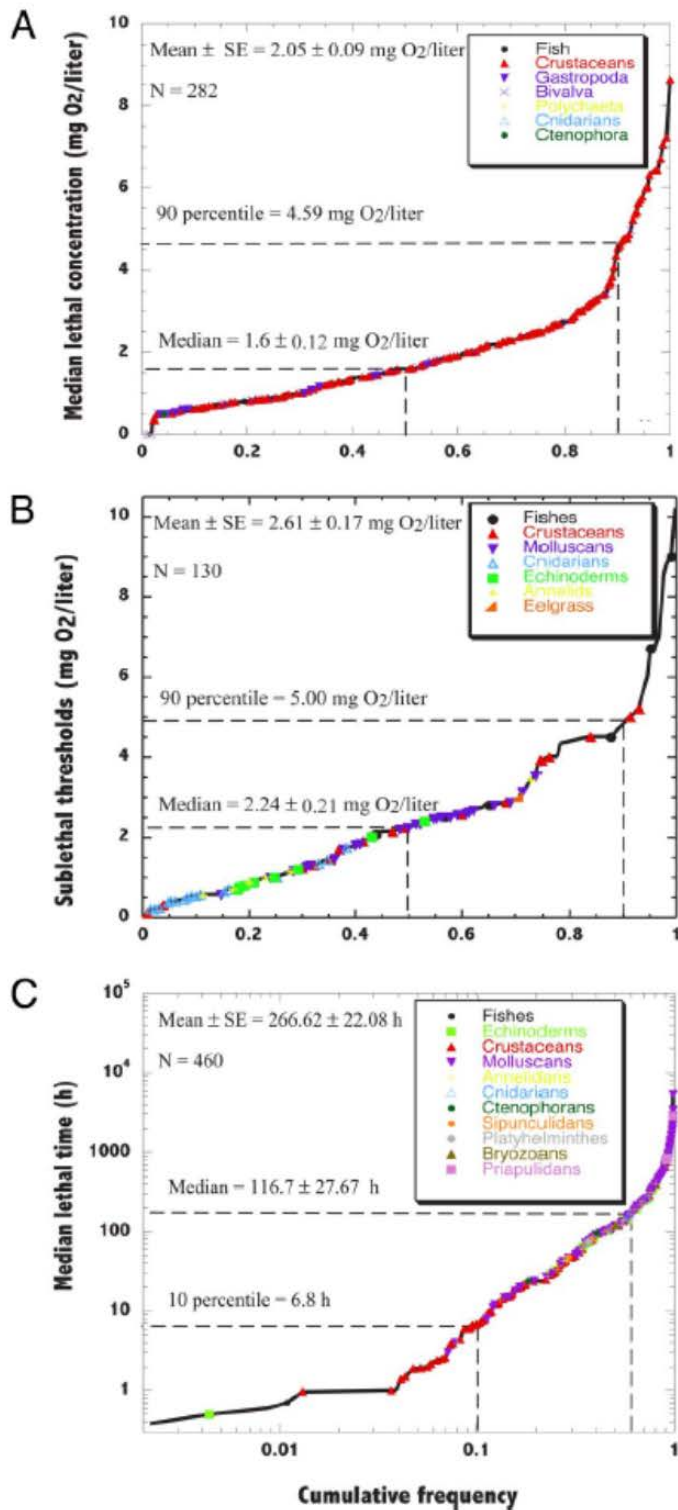 A
Mean ± SE = 2.05 ± 0.09 mg O2/liter
N = 282
Fish
Crustaceans
Gastropoda
Bivalva
Polychaeta
Cnidarians
Ctenophora
90 percentile = 4.59 mg O2/liter
Median = 1.6 ± 0.12 mg O2/liter
Median lethal concentration (mg O2/liter)
10
8
6
4
2
0
0 0.2 0.4 0.6 0.8 1
B
Mean ± SE = 2.61 ± 0.17 mg O2/liter
N = 130
Fishes
Crustaceans
Molluscans
Cnidarians
Echinoderms
Annelids
Eelgrass
90 percentile = 5.00 mg O2/liter
Median = 2.24 ± 0.21 mg O2/liter
Sublethal thresholds (mg O2/liter)
10
8
6
4
2
0
0 0.2 0.4 0.6 0.8 1
C
Mean ± SE = 266.62 ± 22.08 h
N = 460
Fishes
Echinoderms
Crustaceans
Molluscans
Annelidans
Cnidarians
Ctenophorans
Sipunculidans
Platyhelminthes
Bryozoans
Priapulidans
Median = 116.7 ± 27.67 h
10 percentile = 6.8 h
Median lethal time (h)
10⁵
10⁴
1000
100
10
1
0.01 0.1 1
Cumulative frequency